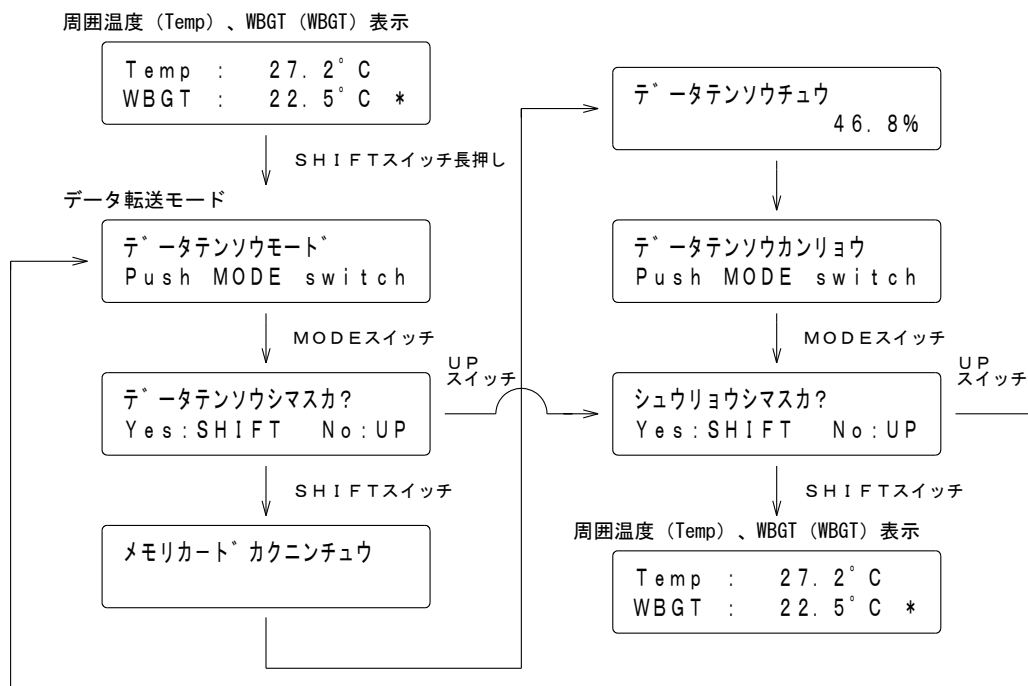 周囲温度（Temp）、WBGT（WBGT）表示
Temp : 27.2°C
WBGT : 22.5°C *
SHIFTスイッチ長押し
データ転送モード
デ゛ータテンソウモート゛
Push MODE switch
MODEスイッチ
デ゛ータテンソウシマスカ?
Yes:SHIFT No:UP
UP
スイッチ
SHIFTスイッチ
メモリカート゛カクニンチュウ
デ゛ータテンソウチュウ
46.8%
デ゛ータテンソウカンリョウ
Push MODE switch
MODEスイッチ
シュウリョウシマスカ?
Yes:SHIFT No:UP
UP
スイッチ
SHIFTスイッチ
周囲温度（Temp）、WBGT（WBGT）表示
Temp : 27.2°C
WBGT : 22.5°C *